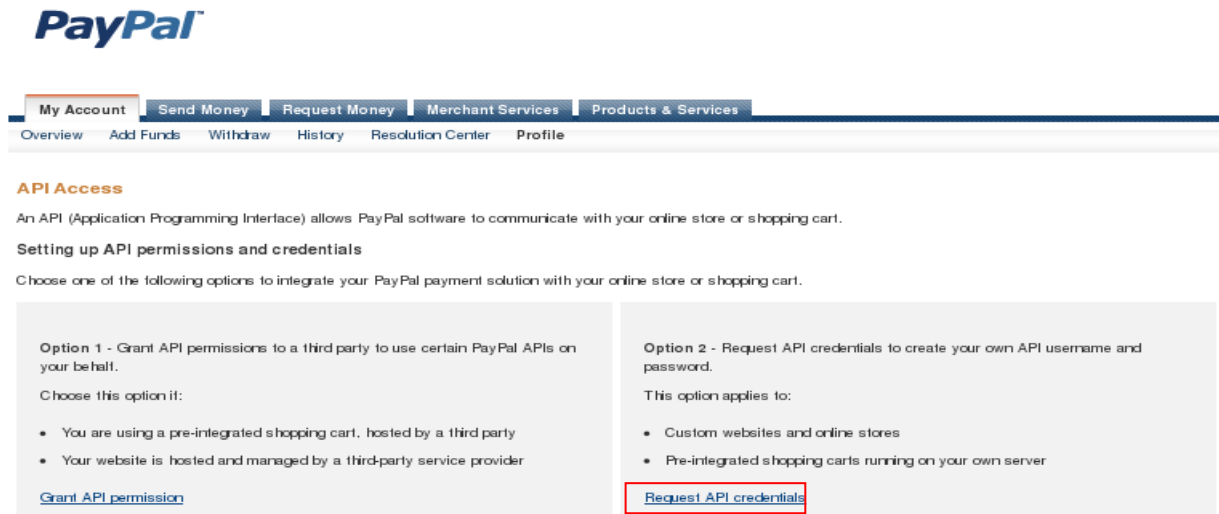 PayPal™
My Account Send Money Request Money Merchant Services Products & Services
Overview Add Funds Withdraw History Resolution Center Profile
API Access
An API (Application Programming Interface) allows PayPal software to communicate with your online store or shopping cart.
Setting up API permissions and credentials
Choose one of the following options to integrate your PayPal payment solution with your online store or shopping cart.
Option 1 - Grant API permissions to a third party to use certain PayPal APIs on
your behalf.
Choose this option if:
• You are using a pre-integrated shopping cart, hosted by a third party
• Your website is hosted and managed by a third-party service provider
Grant API permission
Option 2 - Request API credentials to create your own API username and
password.
This option applies to:
• Custom websites and online stores
• Pre-integrated shopping carts running on your own server
Request API credentials